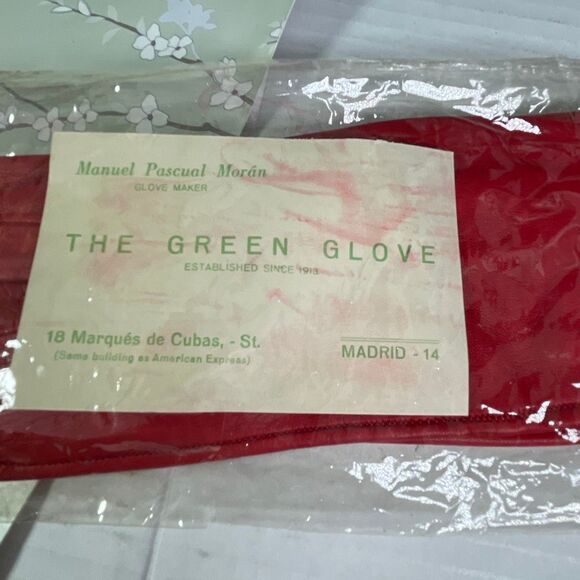 Manuel Pascual Morán
GLOVE MAKER
THE GREEN GLOVE
ESTABLISHED SINCE 1913
18 Marqués de Cubas, - St.
(Same building as American Express)
MADRID - 14